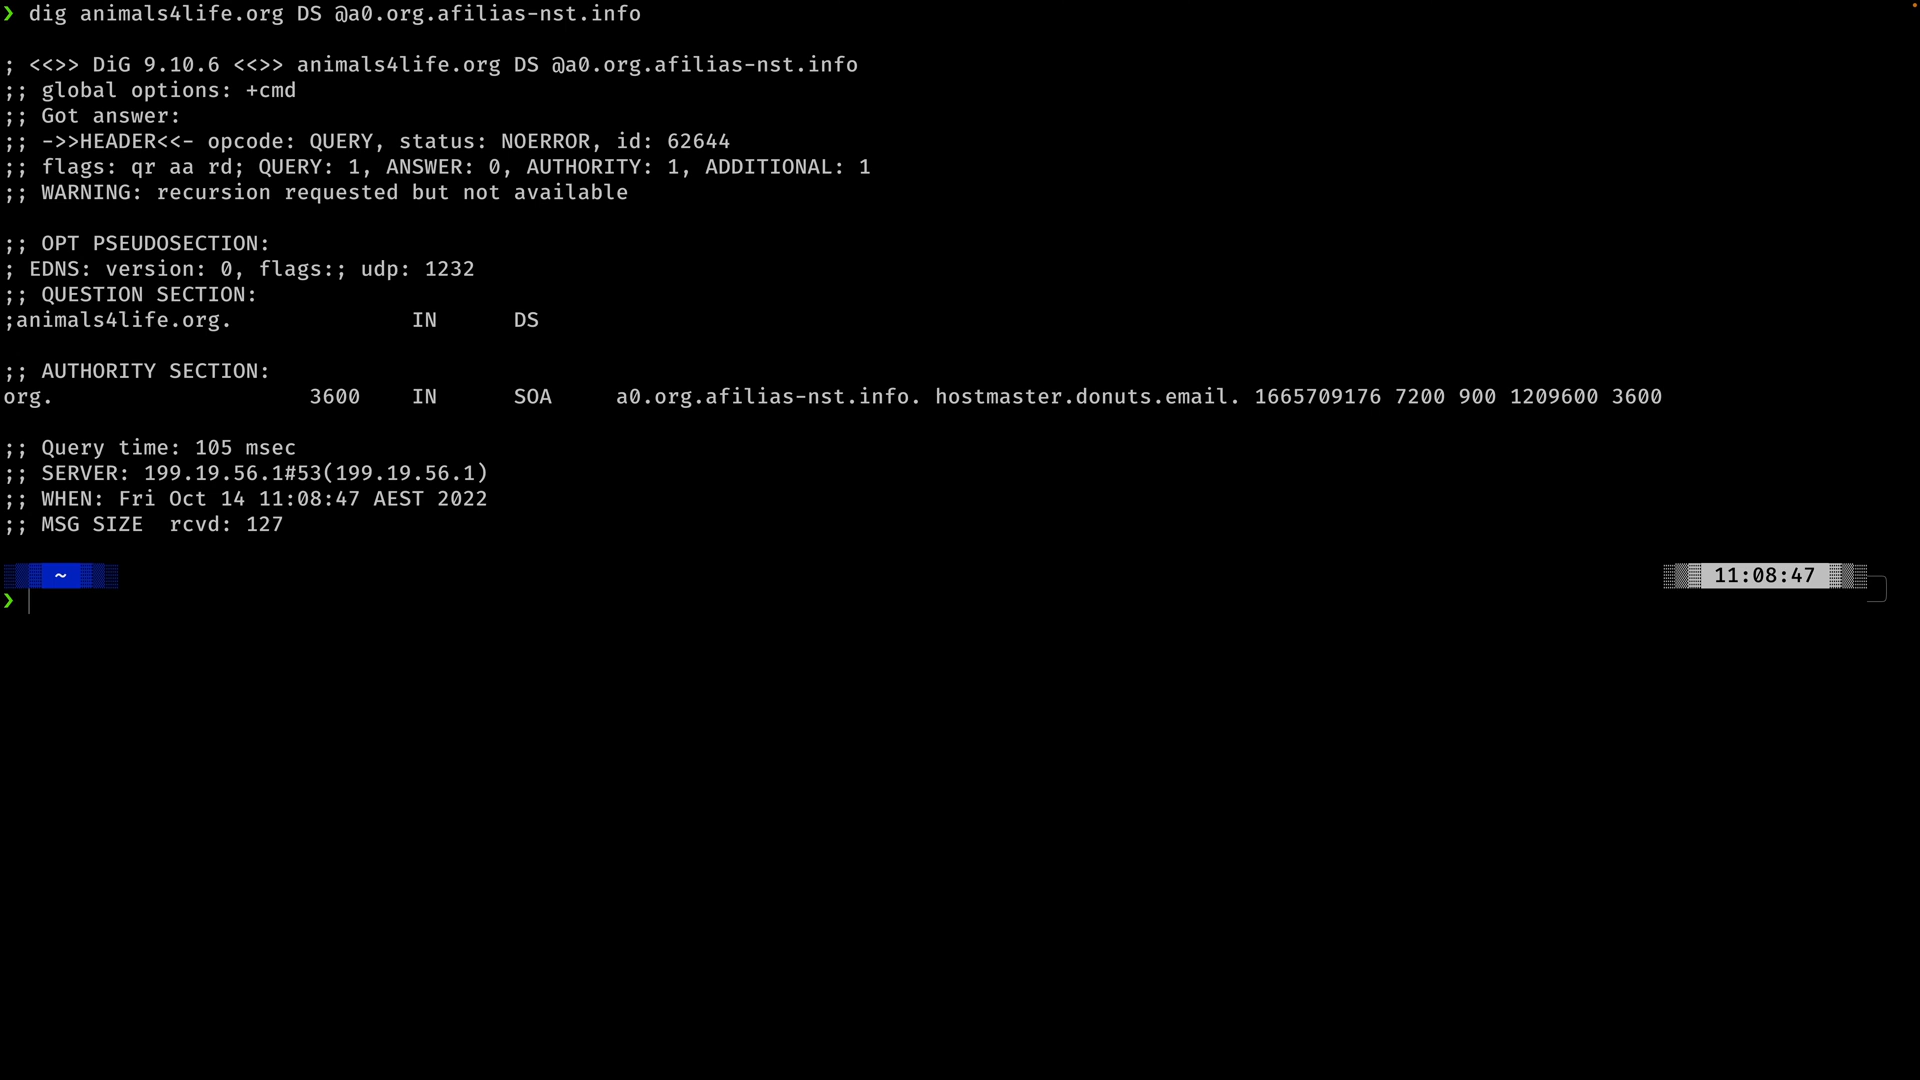 ❯ dig animals4life.org DS @a0.org.afilias-nst.info
; <<>> DiG 9.10.6 <<>> animals4life.org DS @a0.org.afilias-nst.info
;; global options: +cmd
;; Got answer:
;; ->>HEADER<<- opcode: QUERY, status: NOERROR, id: 62644
;; flags: qr aa rd; QUERY: 1, ANSWER: 0, AUTHORITY: 1, ADDITIONAL: 1
;; WARNING: recursion requested but not available
;; OPT PSEUDOSECTION:
; EDNS: version: 0, flags:; udp: 1232
;; QUESTION SECTION:
;animals4life.org. IN DS
;; AUTHORITY SECTION:
org. 3600 IN SOA a0.org.afilias-nst.info. hostmaster.donuts.email. 1665709176 7200 900 1209600 3600
;; Query time: 105 msec
;; SERVER: 199.19.56.1#53(199.19.56.1)
;; WHEN: Fri Oct 14 11:08:47 AEST 2022
;; MSG SIZE  rcvd: 127
~ 11:08:47
❯